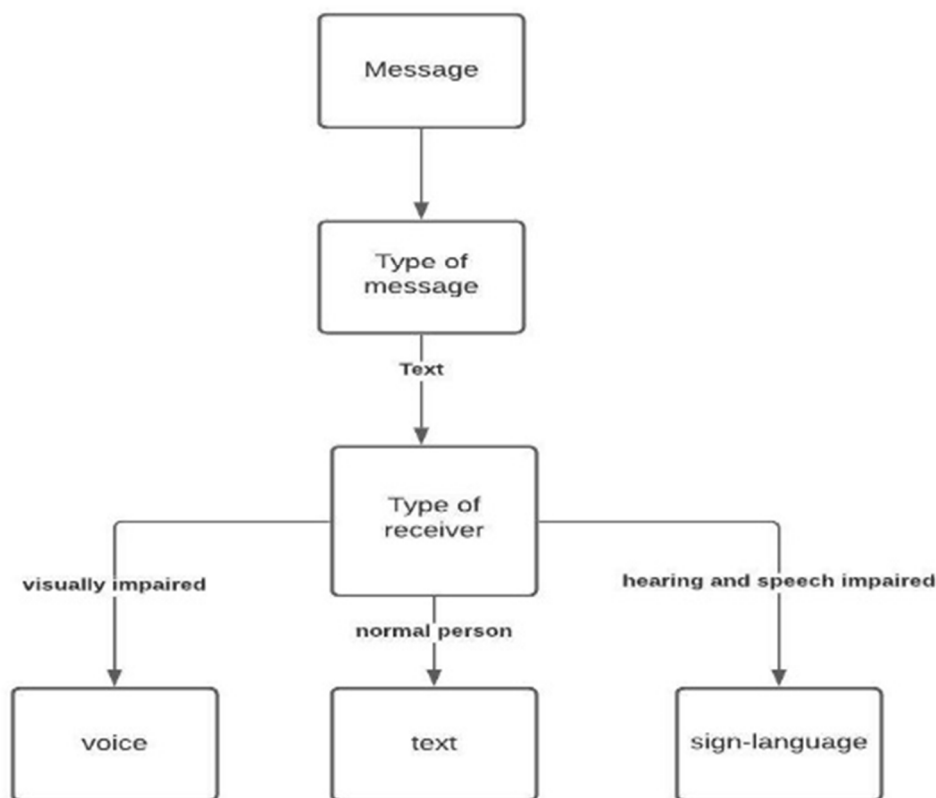 Message
Type of
message
Text
Type of
receiver
visually impaired
hearing and speech impaired
normal person
voice
text
sign-language